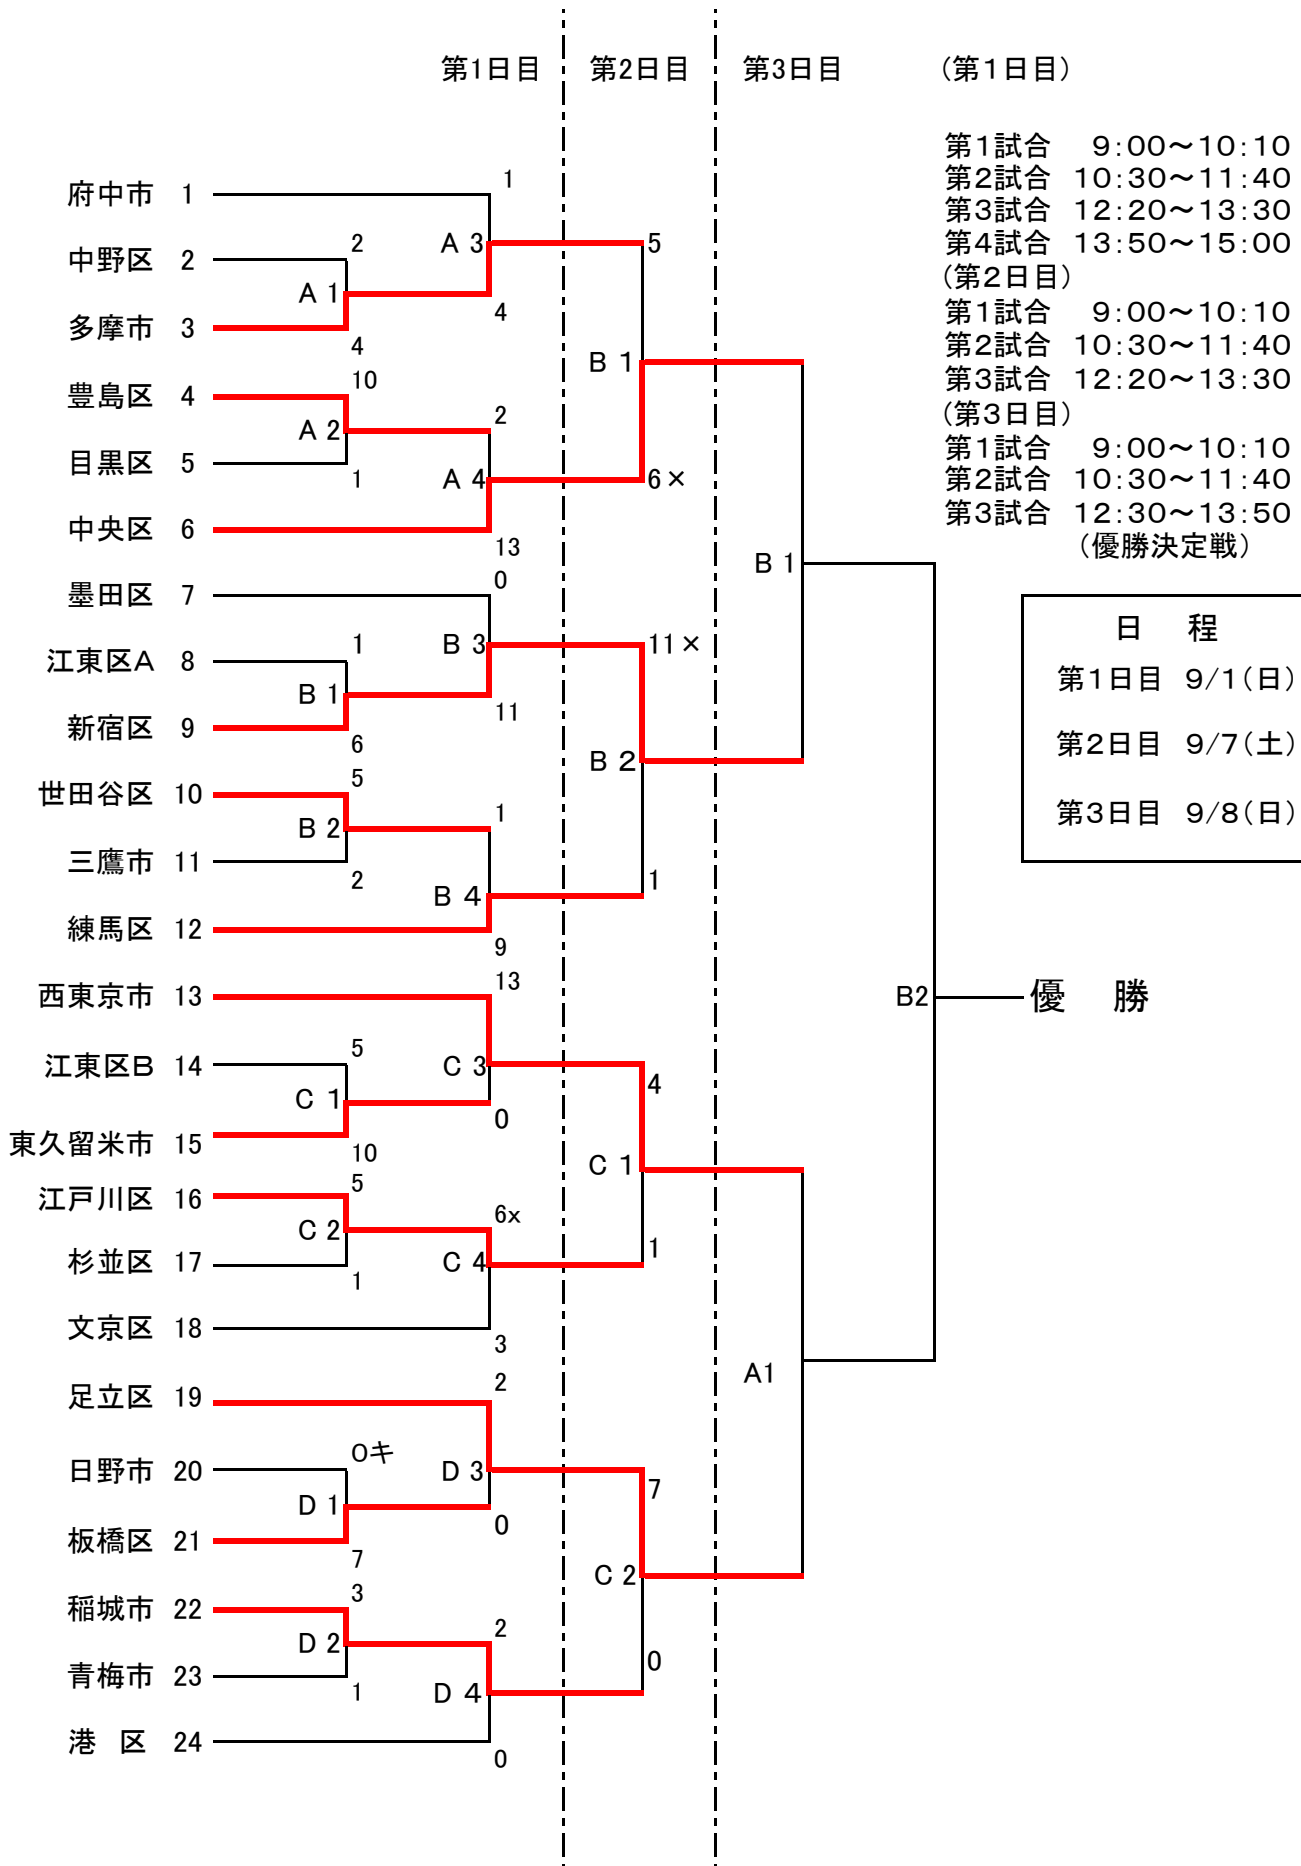 第1日目 第2日目 第3日目 (第1日目)
第1試合 9:00～10:10
第2試合 10:30～11:40
第3試合 12:20～13:30
第4試合 13:50～15:00
(第2日目)
第1試合 9:00～10:10
第2試合 10:30～11:40
第3試合 12:20～13:30
(第3日目)
第1試合 9:00～10:10
第2試合 10:30～11:40
第3試合 12:30～13:50
(優勝決定戦)
日 程
第1日目 9/1(日)
第2日目 9/7(土)
第3日目 9/8(日)
府中市 1
1
A 3
中野区 2
2
A 1
多摩市 3
4
4
5
B 1
豊島区 4
10
A 2
目黒区 5
1
2
A 4
6×
中央区 6
13
B 1
墨田区 7
0
B 3
11×
江東区A 8
1
B 1
新宿区 9
6
11
B 2
世田谷区 10
5
B 2
三鷹市 11
2
1
B 4
1
練馬区 12
9
B2
優 勝
西東京市 13
13
C 3
4
江東区B 14
5
C 1
東久留米市 15
10
0
C 1
江戸川区 16
5
C 2
杉並区 17
1
6x
C 4
1
文京区 18
3
A1
足立区 19
2
D 3
7
日野市 20
0キ
D 1
板橋区 21
7
0
C 2
稲城市 22
3
D 2
青梅市 23
1
2
D 4
0
港 区 24
0